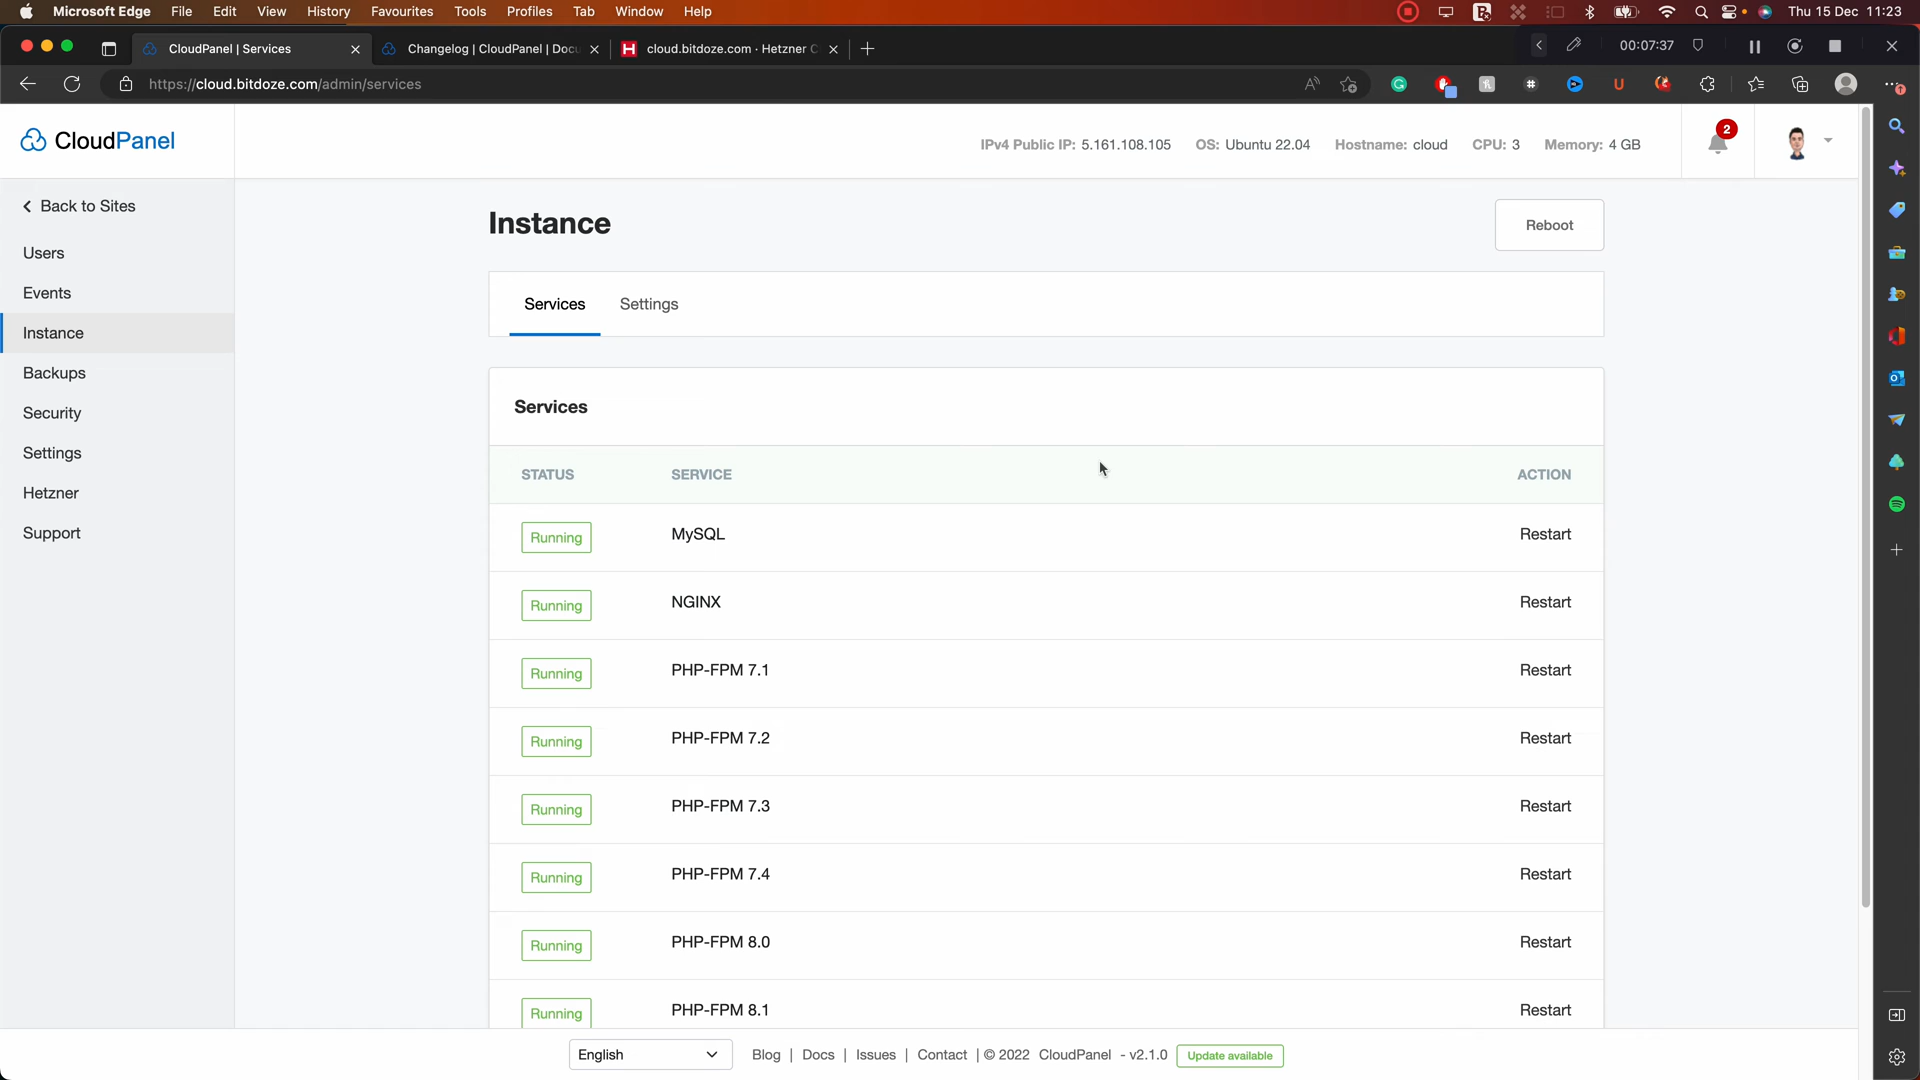 Microsoft Edge File Edit View History Favourites Tools Profiles Tab Window Help Thu 15 Dec 11:23
CloudPanel | Services Changelog | CloudPanel | Docu H cloud.bitdoze.com · Hetzner C 00:07:37
https://cloud.bitdoze.com/admin/services
CloudPanel
IPv4 Public IP: 5.161.108.105 OS: Ubuntu 22.04 Hostname: cloud CPU: 3 Memory: 4 GB 2
Back to Sites
Users
Events
Instance
Backups
Security
Settings
Hetzner
Support
Instance
Reboot
Services Settings
Services
STATUS SERVICE ACTION
Running MySQL Restart
Running NGINX Restart
Running PHP-FPM 7.1 Restart
Running PHP-FPM 7.2 Restart
Running PHP-FPM 7.3 Restart
Running PHP-FPM 7.4 Restart
Running PHP-FPM 8.0 Restart
Running PHP-FPM 8.1 Restart
English Blog | Docs | Issues | Contact | © 2022 CloudPanel - v2.1.0 Update available